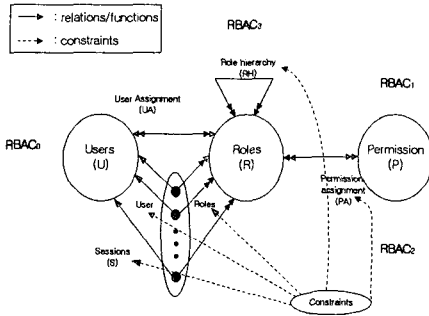 : relations/functions
: constraints
RBAC₃
Role hierarchy
(RH)
RBAC₁
User Assignment
(UA)
RBAC₀
Users
(U)
Roles
(R)
Permission
(P)
Permission
assignment
(PA)
User
Roles
Sessions
(S)
RBAC₂
Constraints